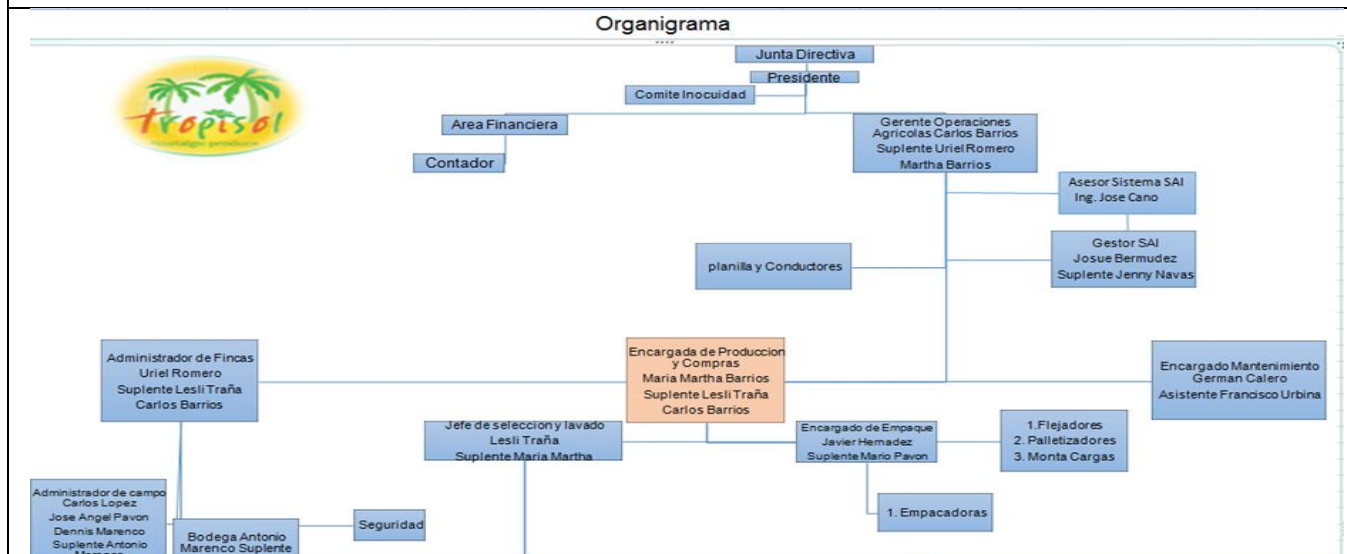 Organigrama
Junta Directiva
Presidente
Comite Inocuidad
tropisol
nostalgic produce
Area Financiera
Contador
Gerente Operaciones
Agricolas Carlos Barrios
Suplente Uriel Romero
Martha Barrios
Asesor Sistema SAI
Ing. Jose Cano
Gestor SAI
Josue Bermudez
Suplente Jenny Navas
planilla y Conductores
Administrador de Fincas
Uriel Romero
Suplente Lesli Traña
Carlos Barrios
Encargada de Produccion
y Compras
Maria Martha Barrios
Suplente Lesli Traña
Carlos Barrios
Encargado Mantenimiento
German Calero
Asistente Francisco Urbina
Jefe de seleccion y lavado
Lesli Traña
Suplente Maria Martha
Encargado de Empaque
Javier Hernadez
Suplente Mario Pavon
1.Flejadores
2. Palletizadores
3. Monta Cargas
Administrador de campo
Carlos Lopez
Jose Angel Pavon
Dennis Marenco
Suplente Antonio
Bodega Antonio
Marenco Suplente
Seguridad
1. Empacadoras